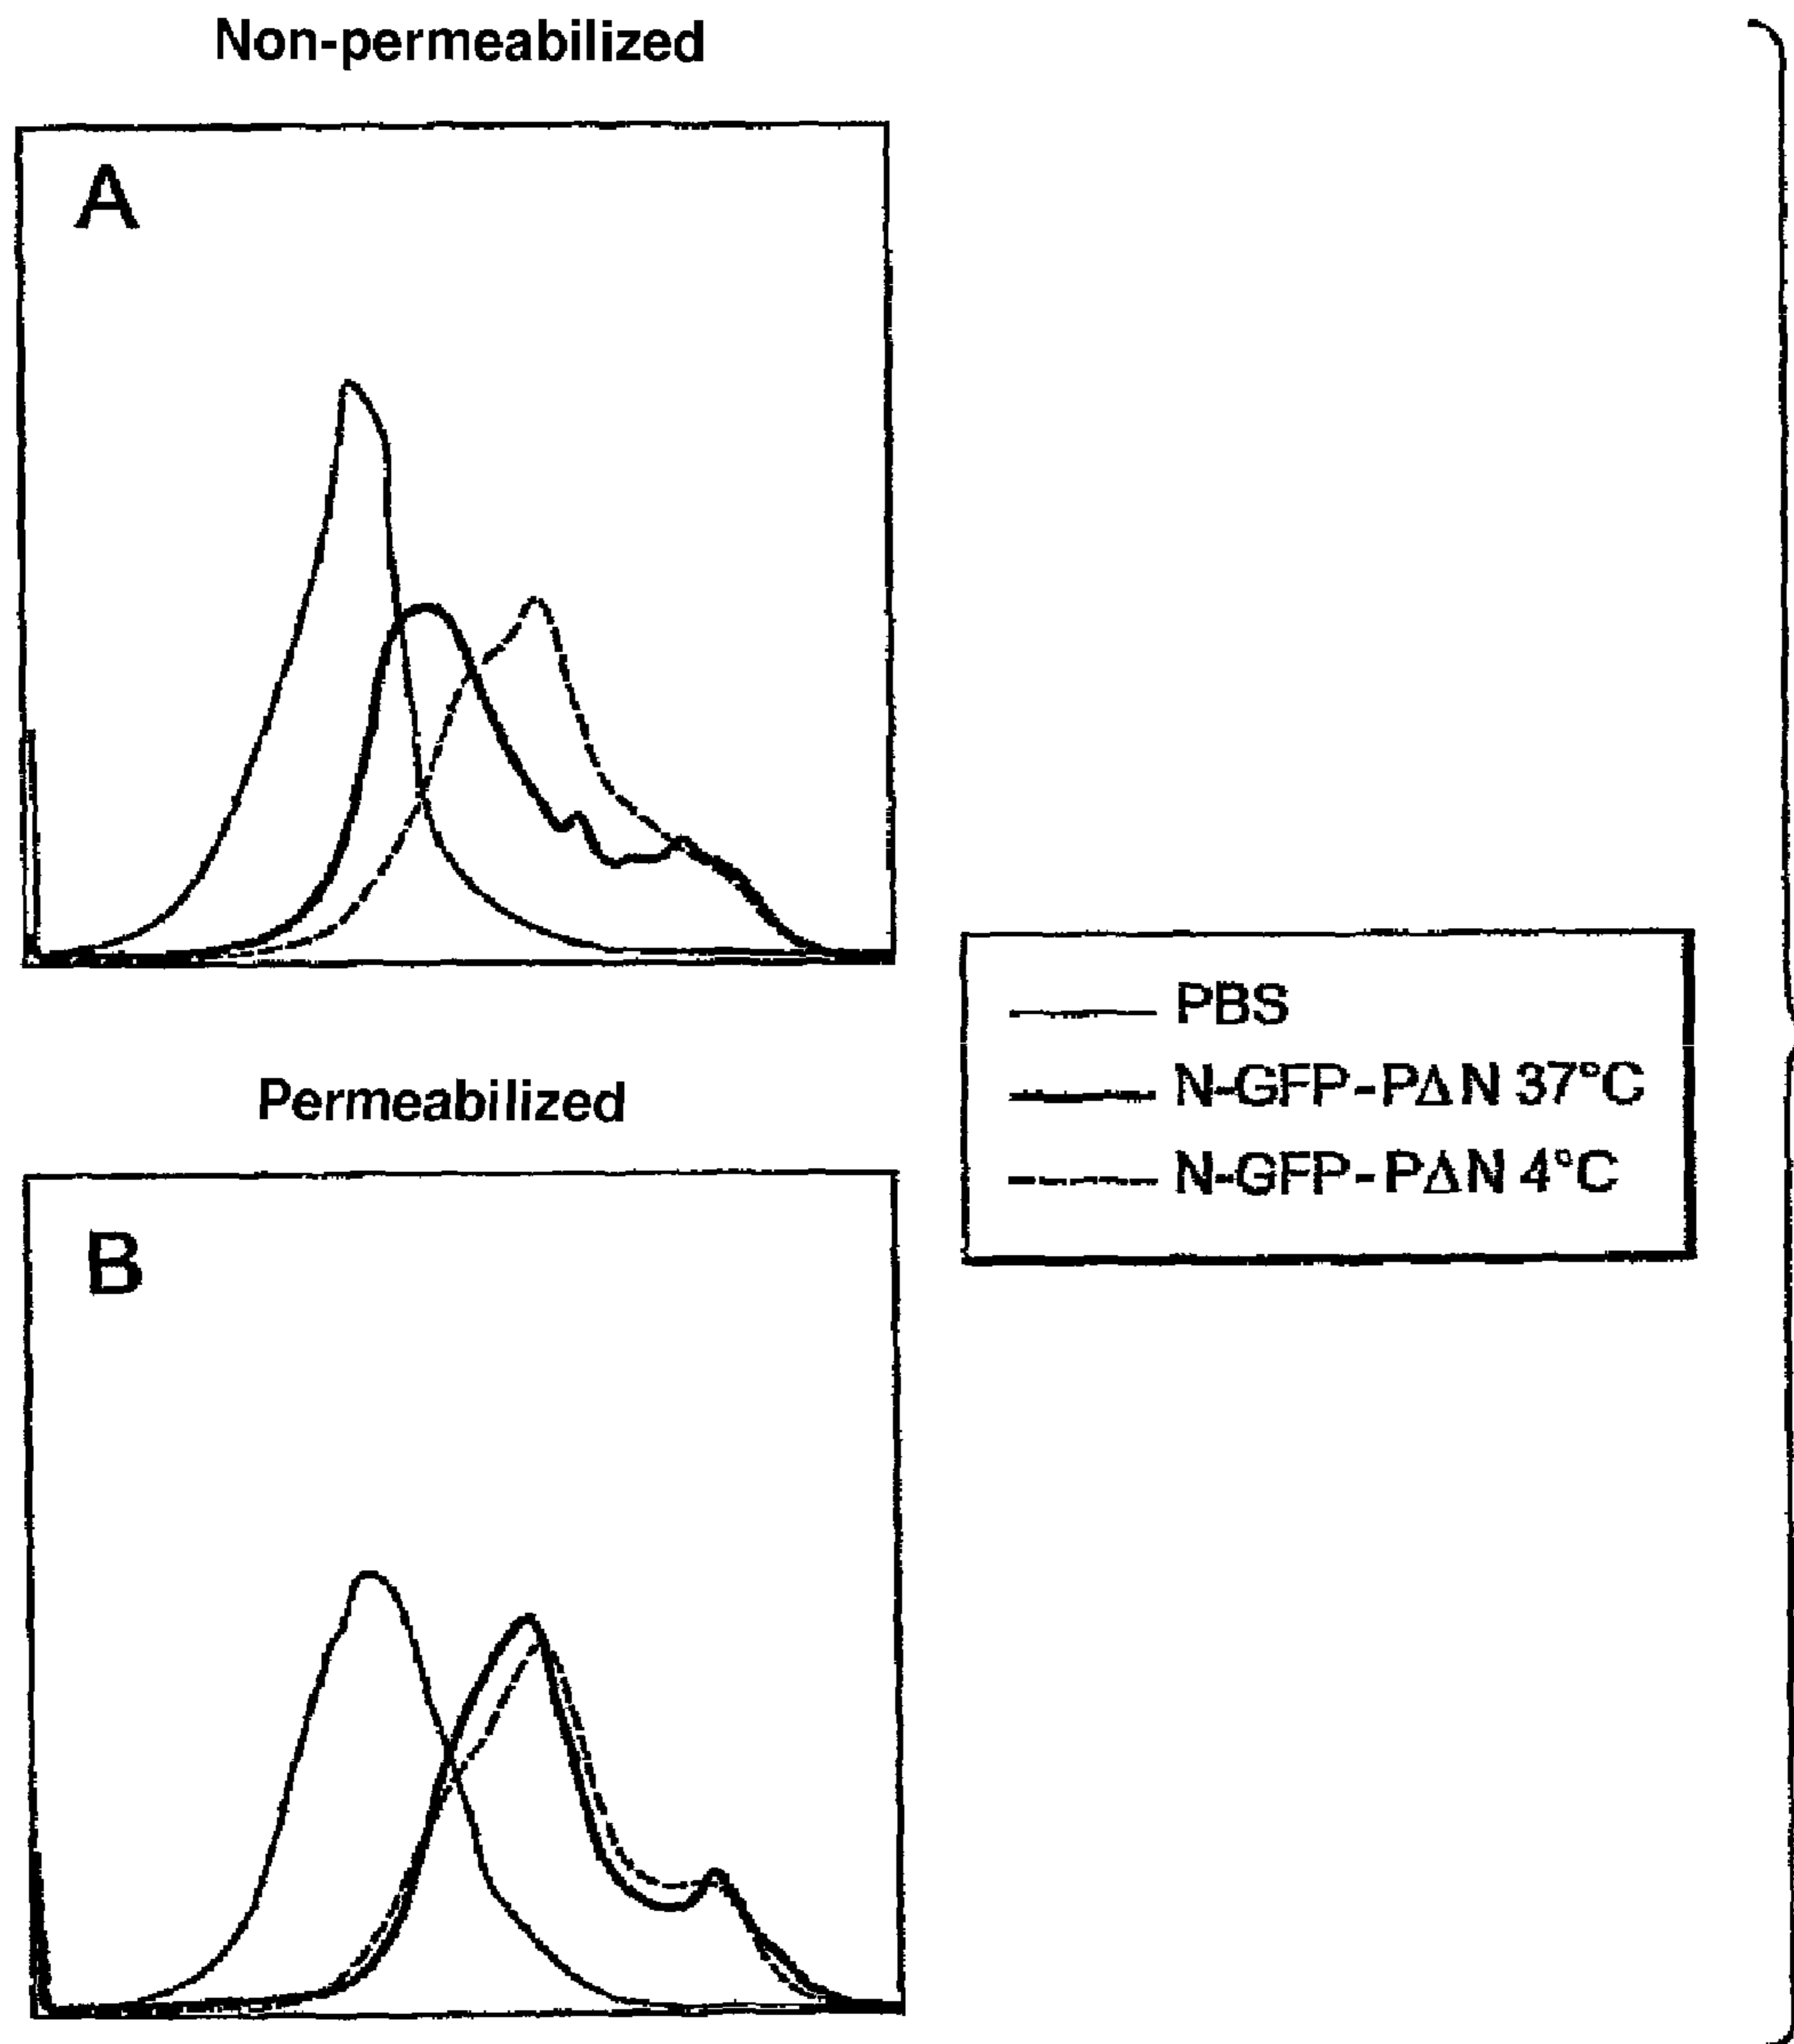 Non-permeabilized
A
PBS
N-GFP-PΔN 37°C
N-GFP-PΔN 4°C
Permeabilized
B